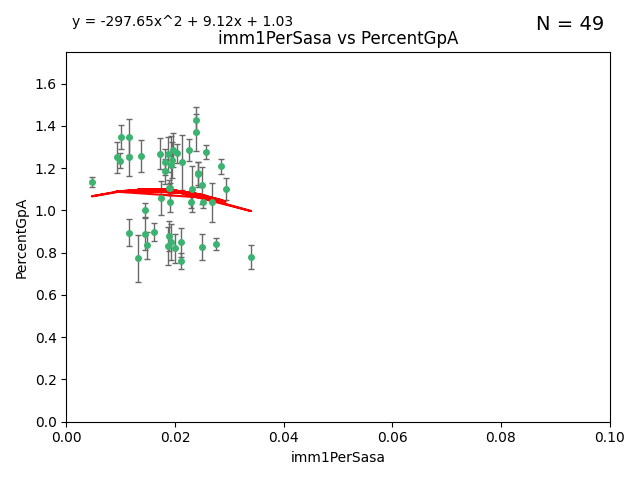 y = -297.65x^2 + 9.12x + 1.03
N = 49
imm1PerSasa vs PercentGpA
PercentGpA
1.6
1.4
1.2
1.0
0.8
0.6
0.4
0.2
0.0
0.00 0.02 0.04 0.06 0.08 0.10
imm1PerSasa